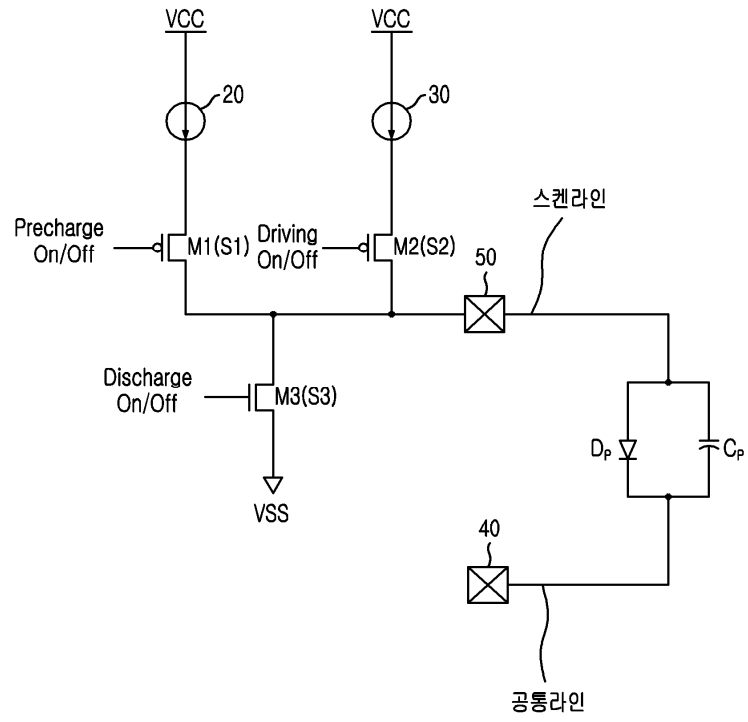 VCC
VCC
20
30
Precharge
On/Off
M1(S1)
Driving
On/Off
M2(S2)
스켄라인
50
Discharge
On/Off
M3(S3)
VSS
DP
CP
40
공통라인